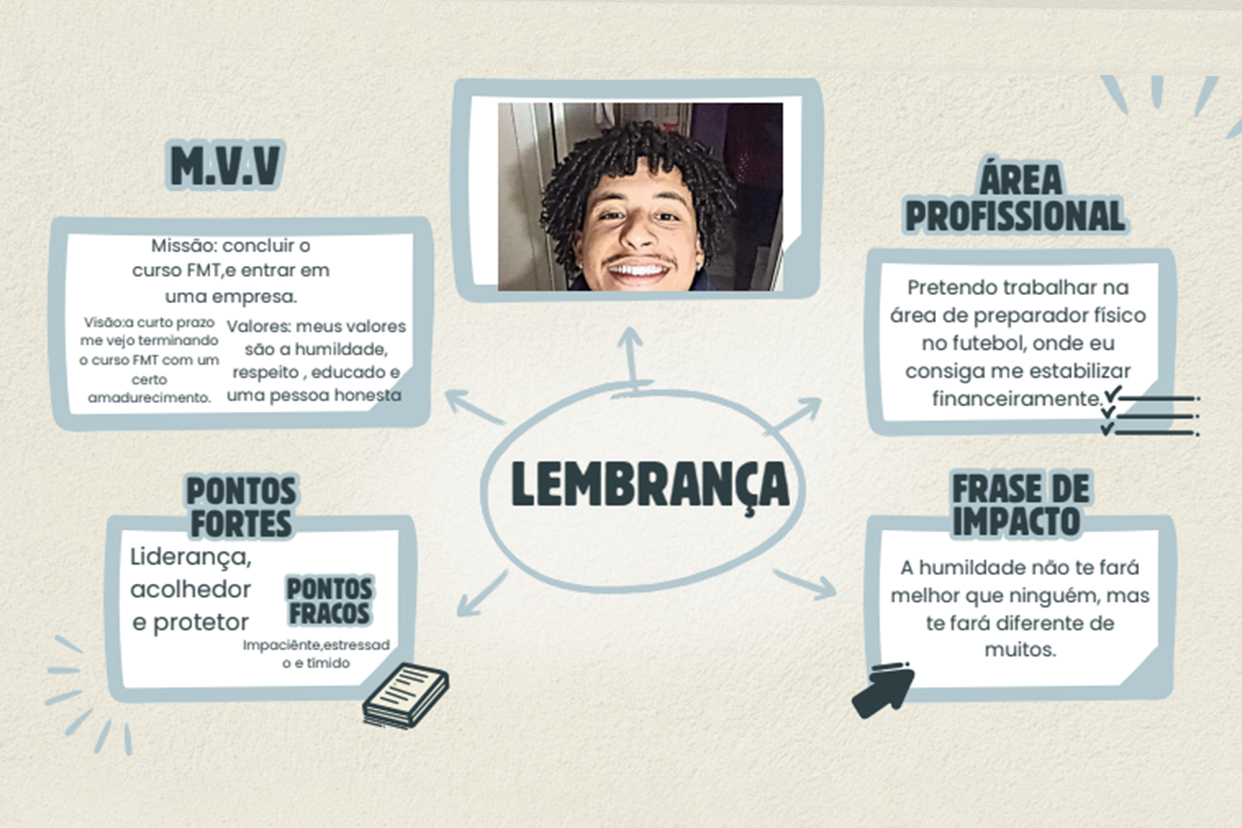 M.V.V
Missão: concluir o
curso FMT,e entrar em
uma empresa.
Visão:a curto prazo
me vejo terminando
o curso FMT com um
certo
amadurecimento.
Valores: meus valores
são a humildade,
respeito , educado e
uma pessoa honesta
ÁREA
PROFISSIONAL
Pretendo trabalhar na
área de preparador físico
no futebol, onde eu
consiga me estabilizar
financeiramente.
LEMBRANÇA
PONTOS
FORTES
Liderança,
acolhedor
e protetor
PONTOS
FRACOS
Impaciênte,estressad
o e tímido
FRASE DE
IMPACTO
A humildade não te fará
melhor que ninguém, mas
te fará diferente de
muitos.